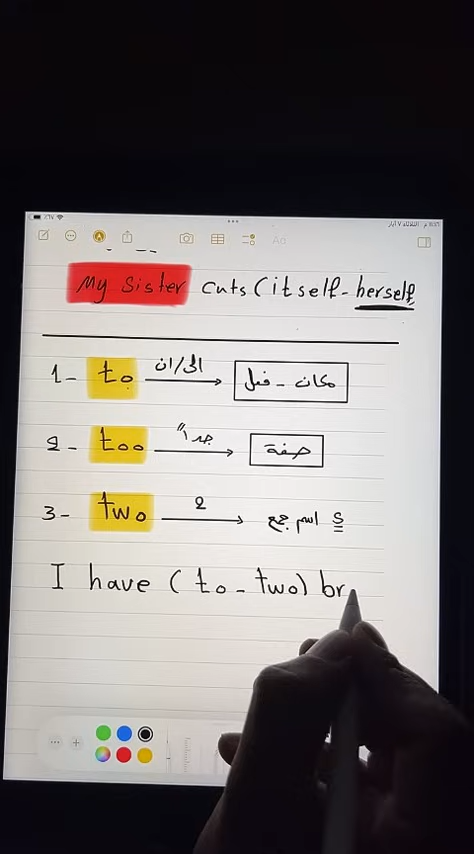 My Sister cuts (itself - herself
1- to الى/ان مكان - فعل
2- too جداً صفة
3- two 2 اسم جمع s
I have (to - two) br